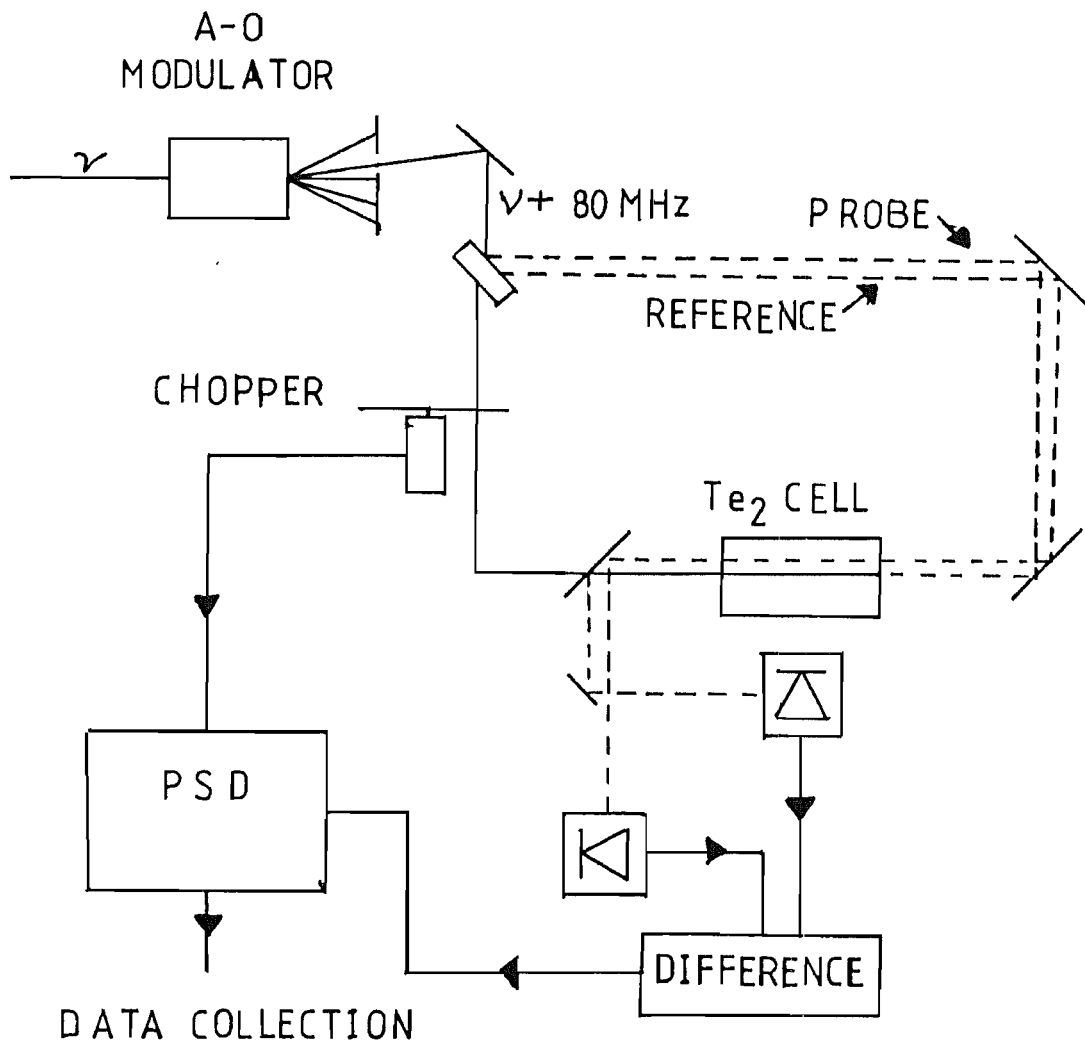 A-O
MODULATOR
ν
ν + 80 MHz
PROBE
REFERENCE
CHOPPER
Te₂ CELL
PSD
DIFFERENCE
DATA COLLECTION